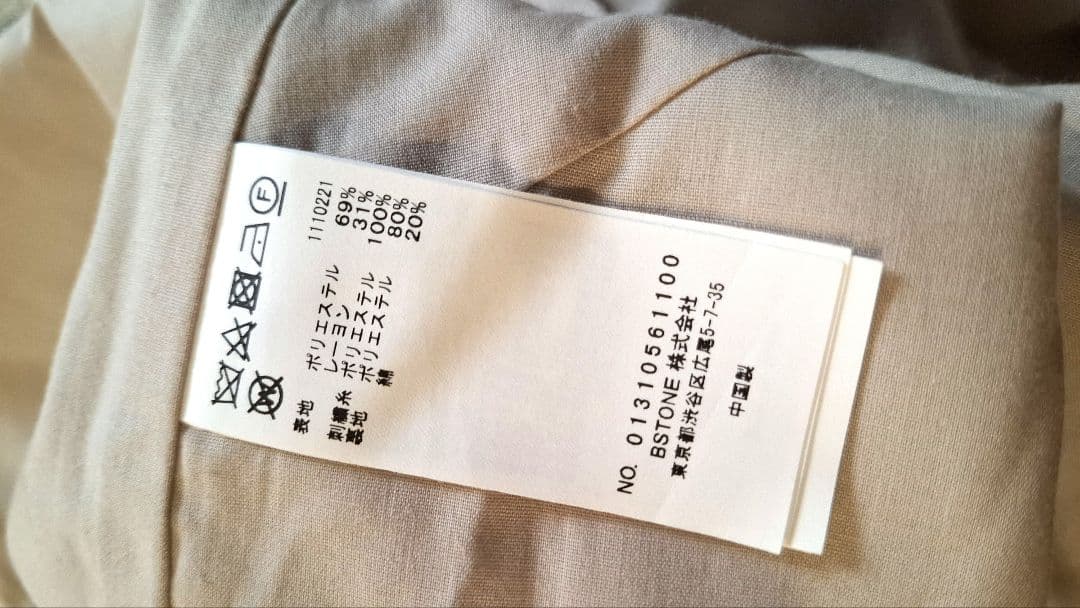 Ⓕ
1110221
表地 ポリエステル 69%
レーヨン 31%
刺繍糸 ポリエステル 100%
裏地 ポリエステル 80%
綿 20%
NO. 0131056 1100
BSTONE 株式会社
東京都渋谷区広尾5-7-35
中国製